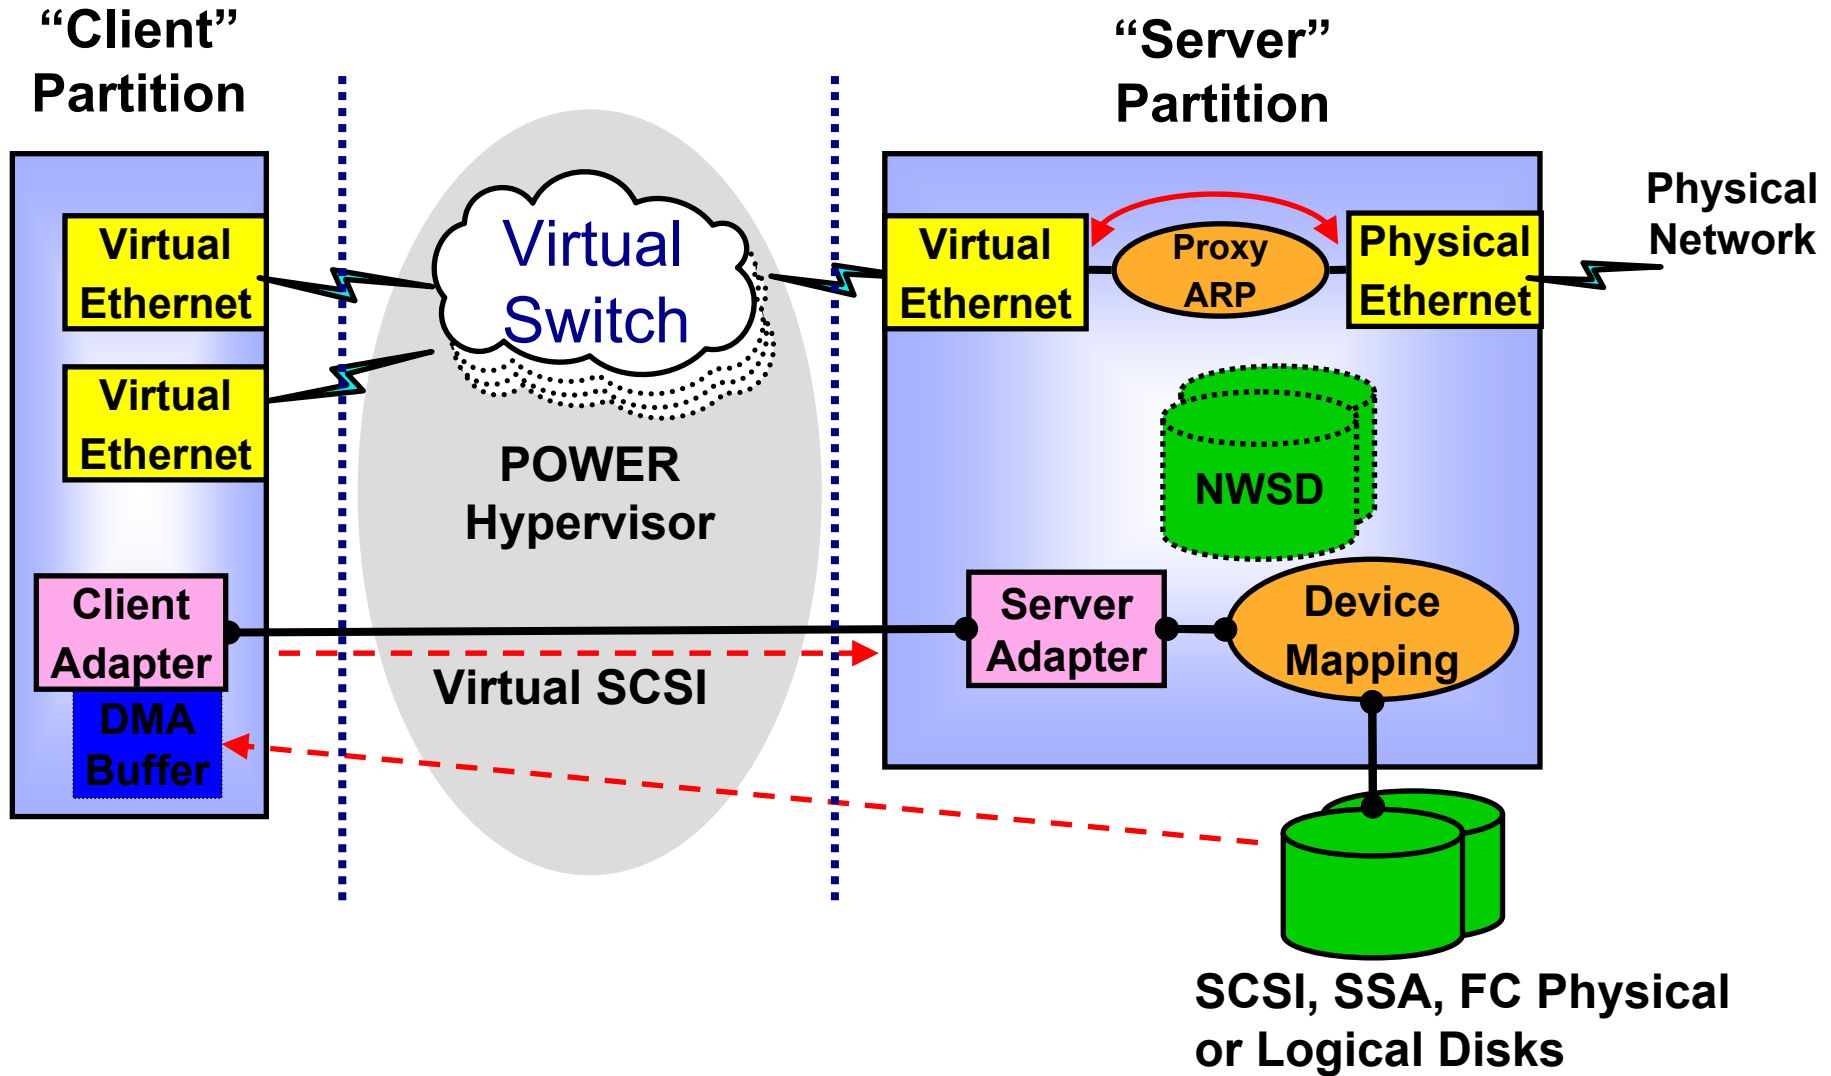 “Client”
Partition
“Server”
Partition
Physical
Network
Virtual
Ethernet
Virtual
Switch
Virtual
Ethernet
Proxy
ARP
Physical
Ethernet
Virtual
Ethernet
POWER
Hypervisor
NWSD
Client
Adapter
DMA
Buffer
Virtual SCSI
Server
Adapter
Device
Mapping
SCSI, SSA, FC Physical
or Logical Disks